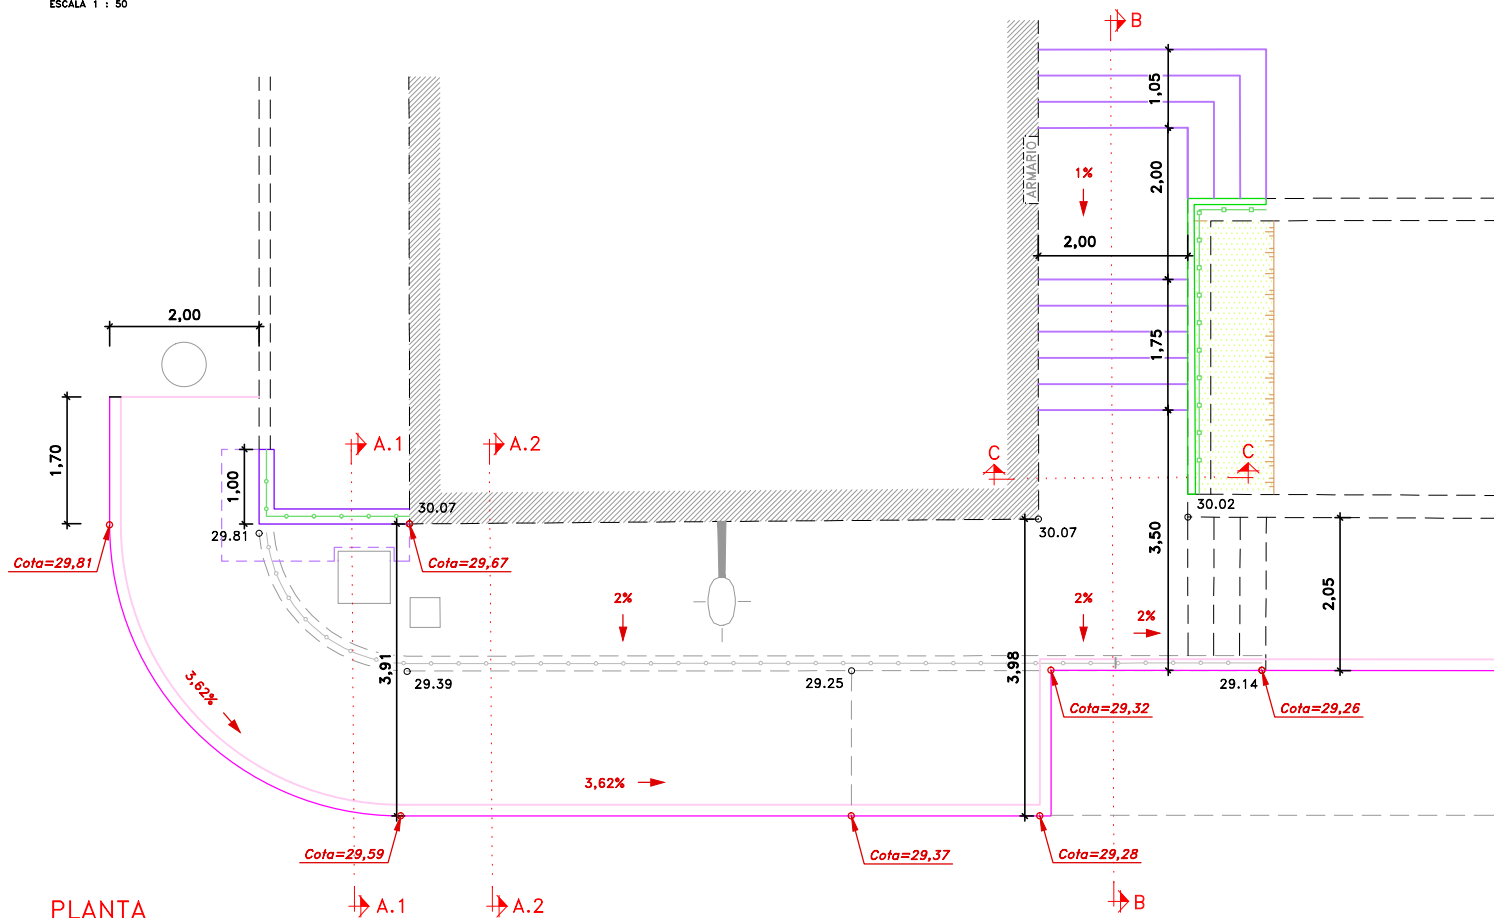 ESCALA 1 : 50
B
1,05
ARMARIO
2,00
1%
2,00
2,00
1,75
1,70
1,00
A.1
A.2
C
C
30.07
30.02
29.81
30.07
3,50
Cota=29,81
Cota=29,67
2%
2%
2%
2,05
3,91
3,98
29.39
29.25
29.14
3,62%
Cota=29,32
Cota=29,26
3,62%
Cota=29,59
Cota=29,37
Cota=29,28
PLANTA
A.1
A.2
B